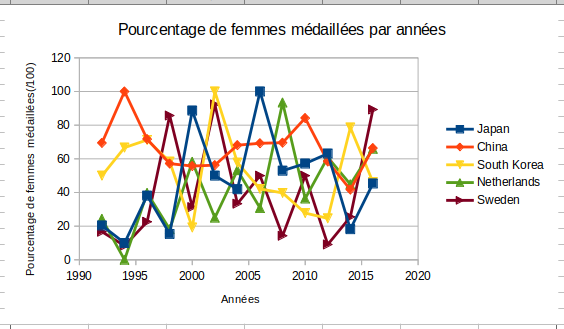 Pourcentage de femmes médaillées par années
Pourcentage de femmes médaillées(/100)
120
100
80
60
40
20
0
1990 1995 2000 2005 2010 2015 2020
Années
Japan
China
South Korea
Netherlands
Sweden